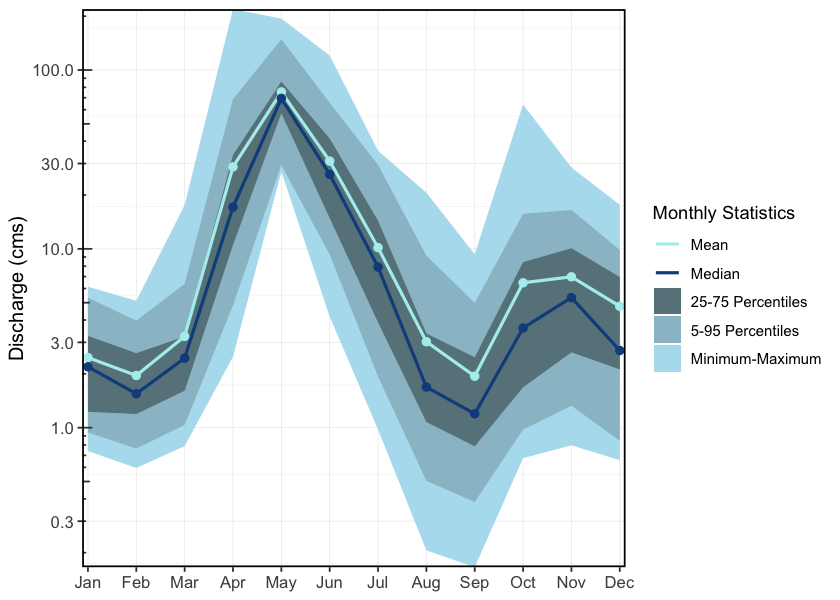 100.0
30.0
10.0
3.0
1.0
0.3
Discharge (cms)
Jan Feb Mar Apr May Jun Jul Aug Sep Oct Nov Dec
Monthly Statistics
Mean
Median
25-75 Percentiles
5-95 Percentiles
Minimum-Maximum